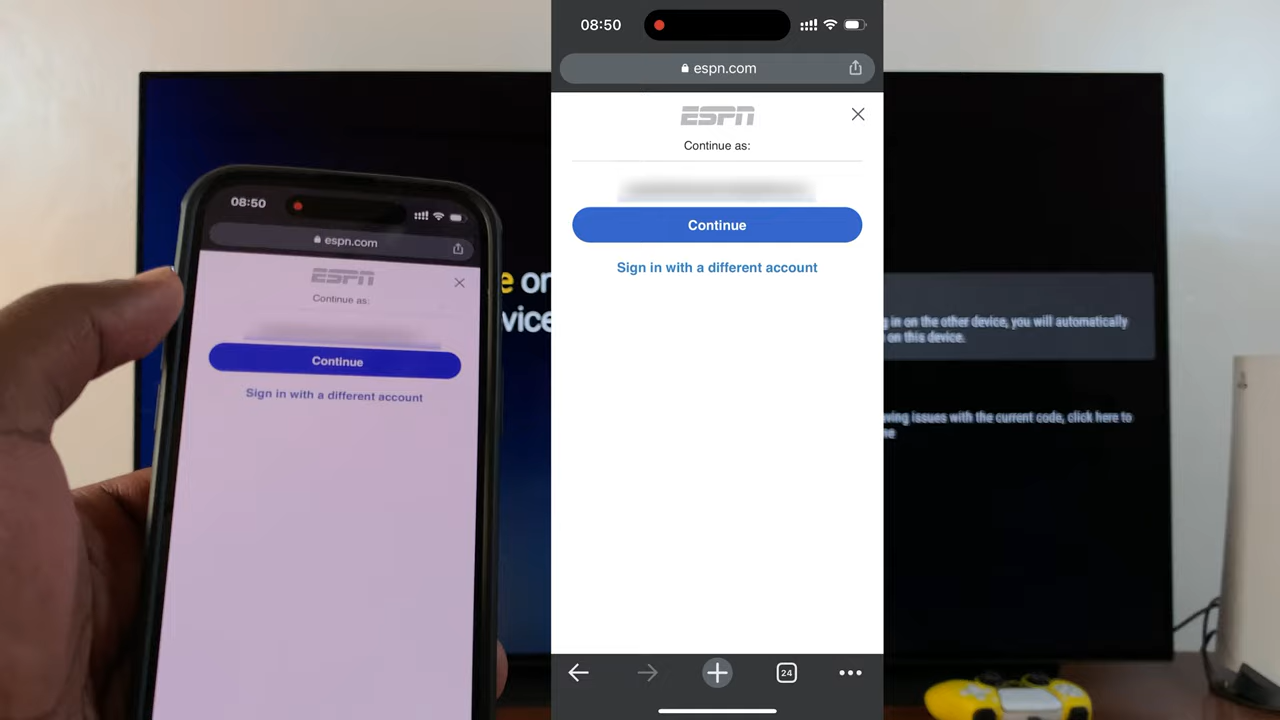 08:50
espn.com
ESPN
Continue as:
Continue
Sign in with a different account
24
08:50
espn.com
ESPN
Continue as:
Continue
Sign in with a different account
on
in on the other device, you will automatically
on this device.
issues with the current code, click here to